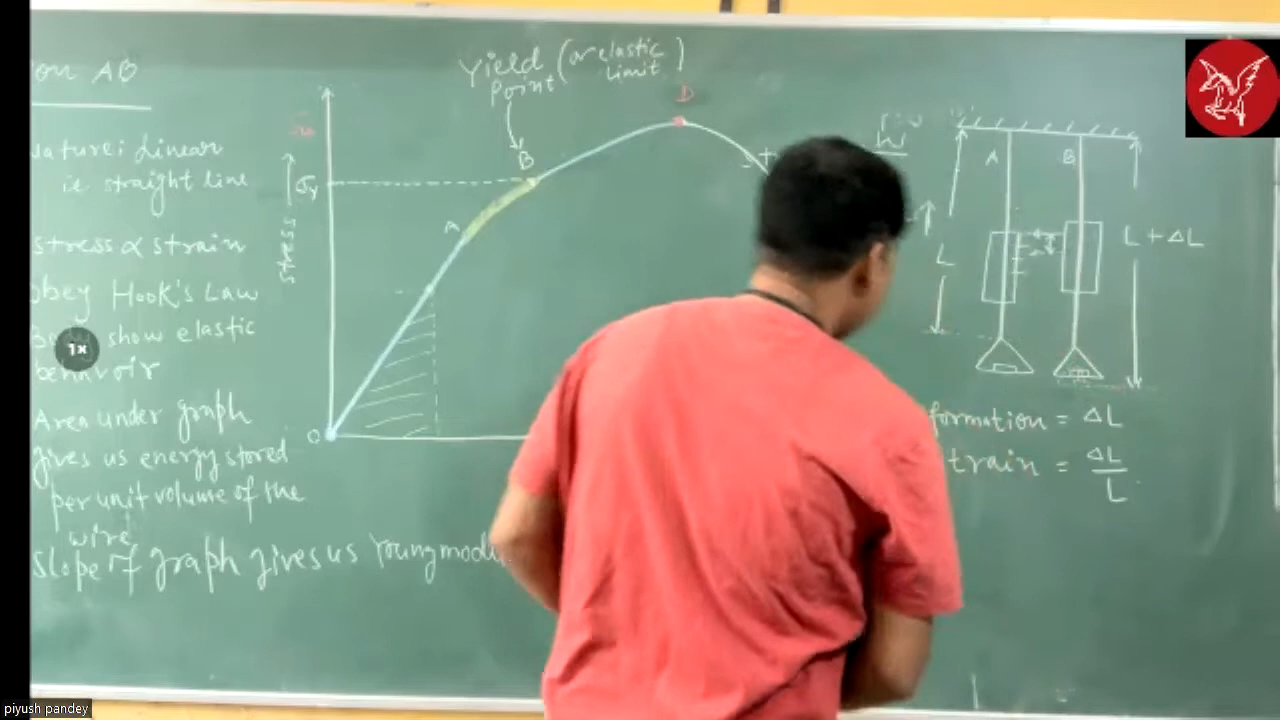 on AO
nature: linear
ie straight line
stress ∝ strain
obey Hook's Law
show elastic
behavoir
Area under graph
gives us energy stored
per unit volume of the
wire
Slope of graph gives us Young modu
Yield (or elastic
Point limit)
stress
σy
O
A
B
D
A
B
L
L + ΔL
formation = ΔL
train = ΔL
L
1x
piyush pandey